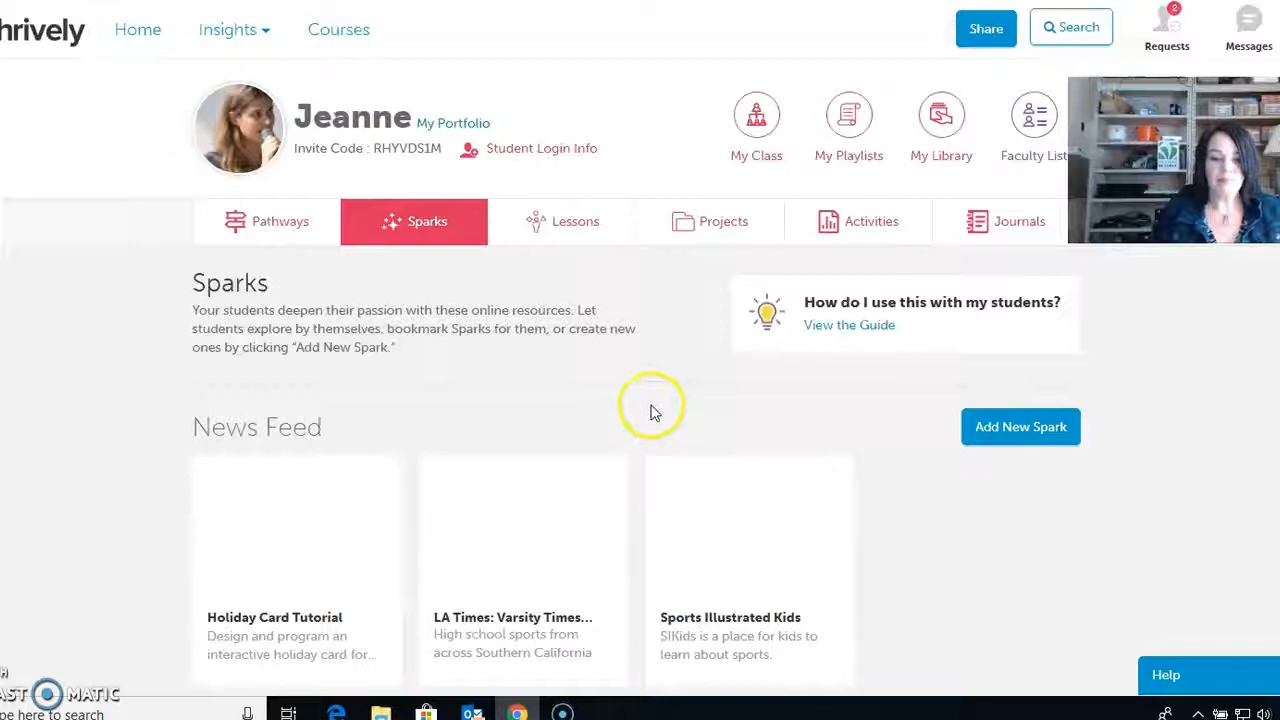 hrively
Home
Insights
Courses
Share
Search
2
Requests
Messages
Jeanne
My Portfolio
Invite Code : RHYVDS1M
Student Login Info
My Class
My Playlists
My Library
Faculty List
Pathways
Sparks
Lessons
Projects
Activities
Journals
Sparks
Your students deepen their passion with these online resources. Let
students explore by themselves, bookmark Sparks for them, or create new
ones by clicking “Add New Spark.”
How do I use this with my students?
View the Guide
News Feed
Add New Spark
Holiday Card Tutorial
Design and program an
interactive holiday card for...
LA Times: Varsity Times...
High school sports from
across Southern California
Sports Illustrated Kids
SIKids is a place for kids to
learn about sports.
Help
AST MATIC
pe here to search